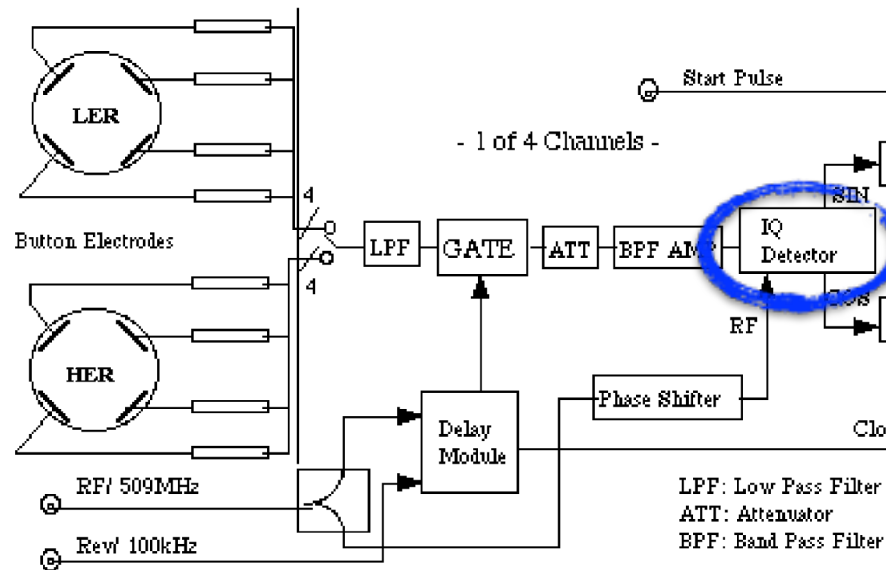 LER
Start Pulse
- 1 of 4 Channels -
SIN
4
Button Electrodes
LPF
GATE
ATT
BPF AMP
IQ
Detector
4
COS
RF
HER
Phase Shifter
Delay
Module
Clo
RF/ 509MHz
LPF: Low Pass Filter
ATT: Attenuator
Rev/ 100kHz
BPF: Band Pass Filter